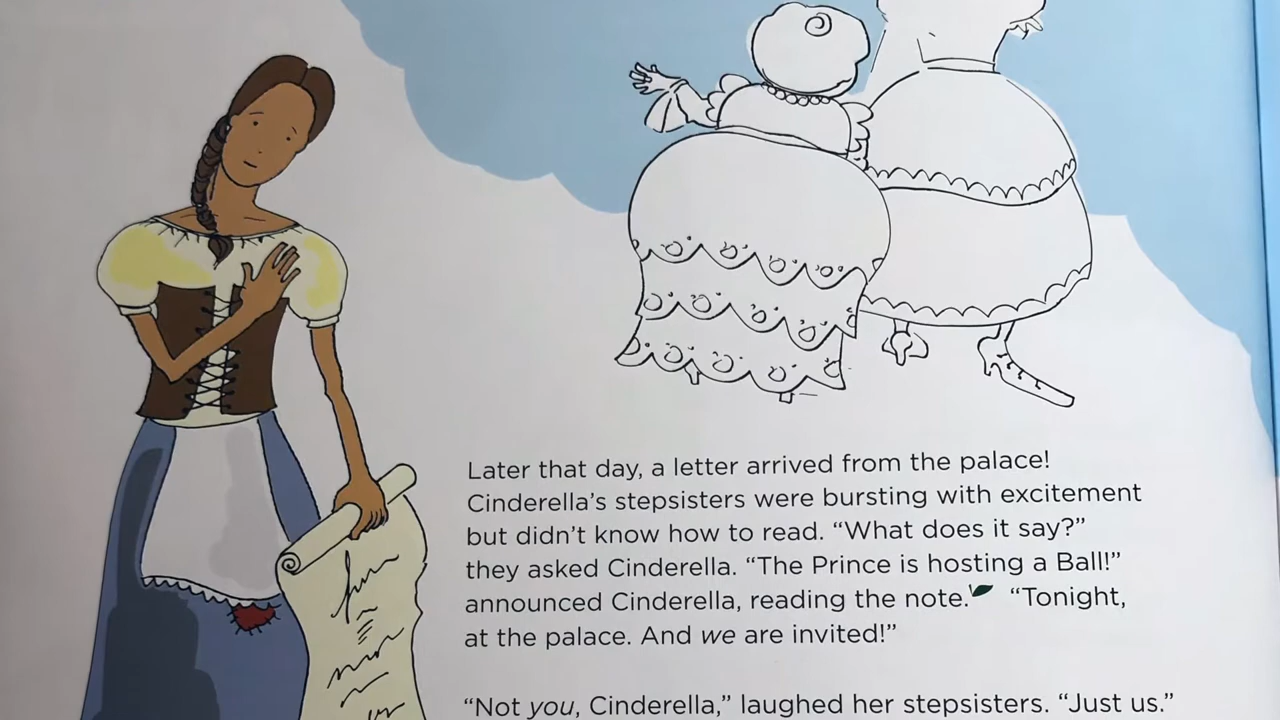 Later that day, a letter arrived from the palace!
Cinderella’s stepsisters were bursting with excitement
but didn’t know how to read. “What does it say?”
they asked Cinderella. “The Prince is hosting a Ball!”
announced Cinderella, reading the note. “Tonight,
at the palace. And we are invited!”
“Not you, Cinderella,” laughed her stepsisters. “Just us.”